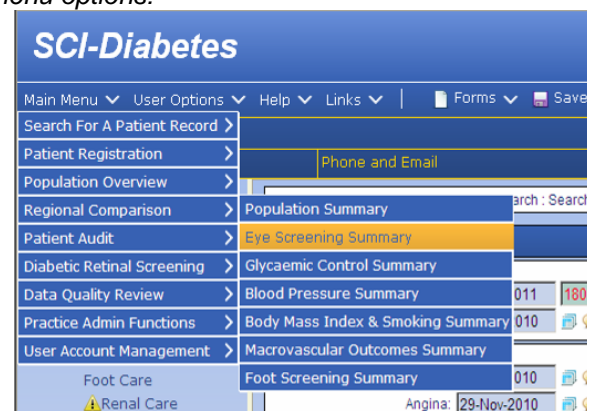 menu options.
SCI-Diabetes
Main Menu User Options Help Links | Forms Save
Search For A Patient Record
Patient Registration
Phone and Email
Population Overview
arch : Search
Regional Comparison
Population Summary
Patient Audit
Eye Screening Summary
Diabetic Retinal Screening
Glycaemic Control Summary
Data Quality Review
Blood Pressure Summary
011 180
Practice Admin Functions
Body Mass Index & Smoking Summary
010
User Account Management
Macrovascular Outcomes Summary
Foot Care
Foot Screening Summary
010
Renal Care
Angina: 29-Nov-2010